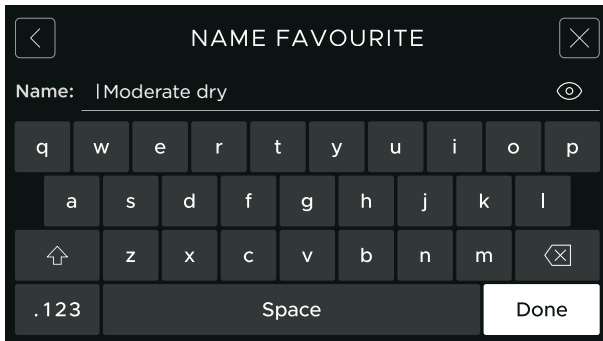 NAME FAVOURITE
Name: Moderate dry
q w e r t y u i o p
a s d f g h j k l
z x c v b n m
.123 Space Done